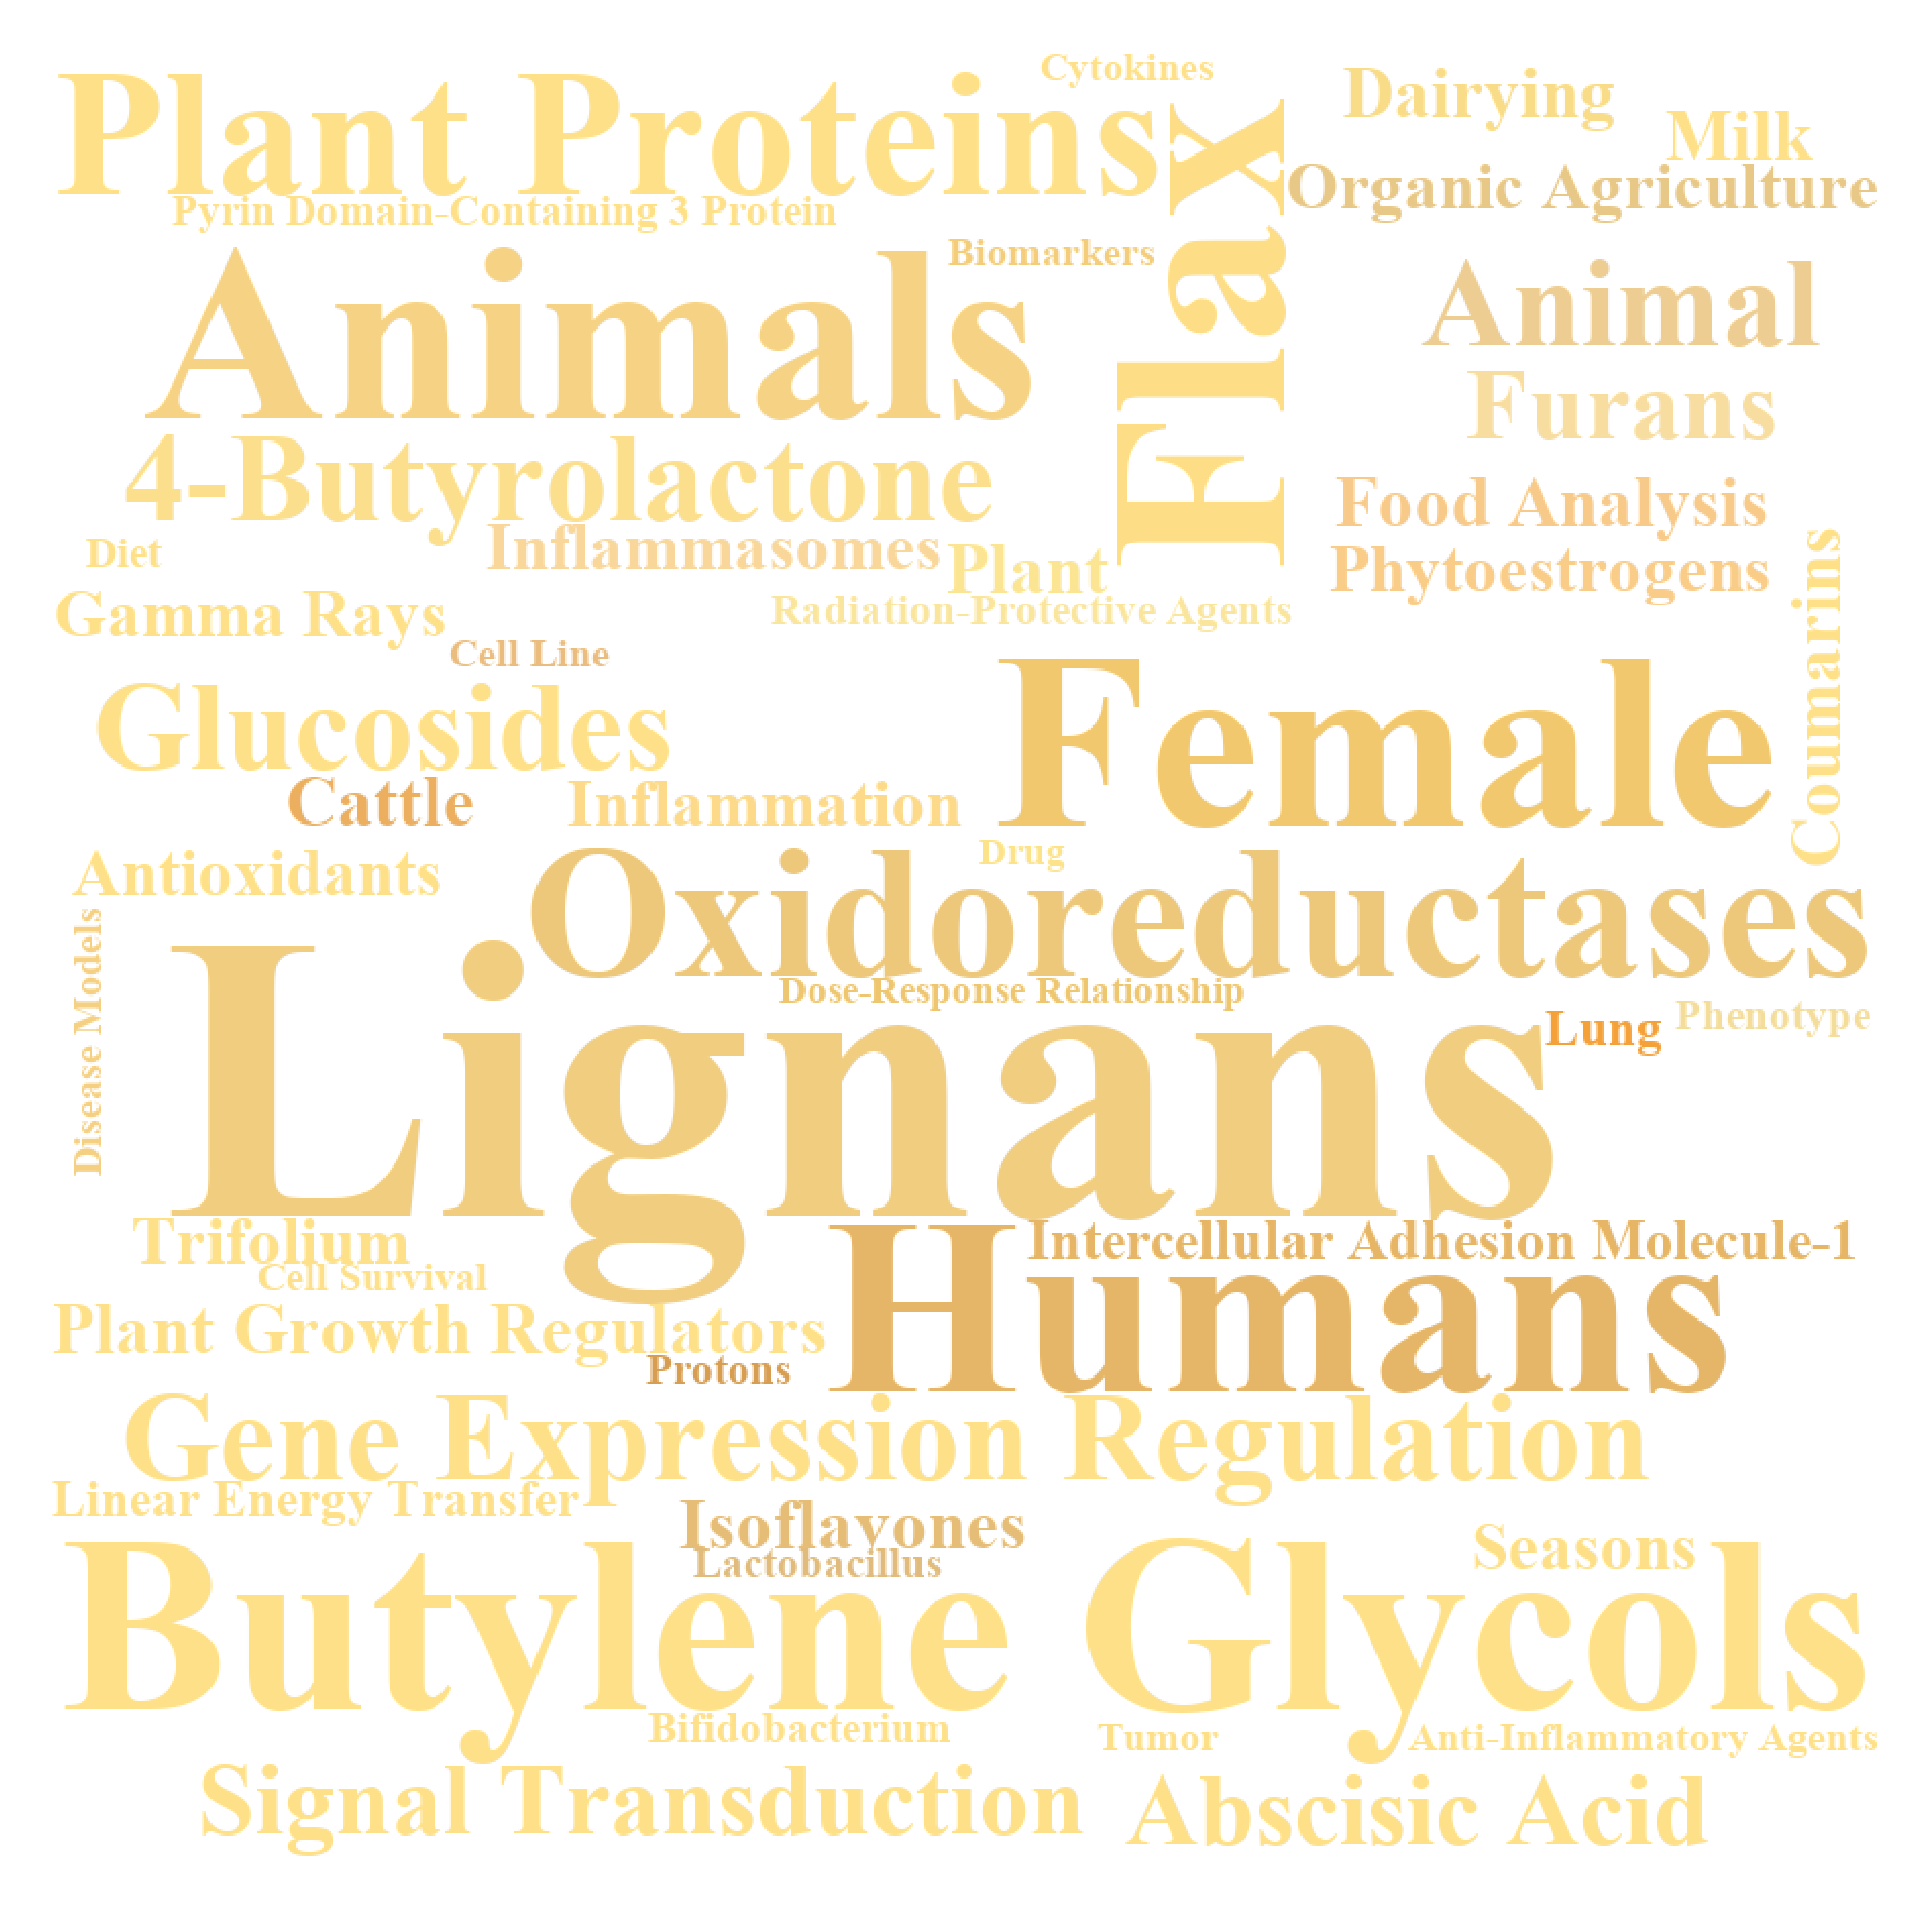 Cytokines
Plant Proteins
Dairying
Milk
Flax
Organic Agriculture
Pyrin Domain-Containing 3 Protein
Biomarkers
Animals
Animal
Furans
4-Butyrolactone
Food Analysis
Inflammasomes
Diet
Plant
Phytoestrogens
Coumarins
Gamma Rays
Radiation-Protective Agents
Cell Line
Female
Glucosides
Cattle
Inflammation
Drug
Antioxidants
Oxidoreductases
Disease Models
Dose-Response Relationship
Lung
Phenotype
Lignans
Trifolium
Intercellular Adhesion Molecule-1
Cell Survival
Humans
Plant Growth Regulators
Protons
Gene Expression Regulation
Linear Energy Transfer
Isoflavones
Lactobacillus
Seasons
Butylene Glycols
Bifidobacterium
Tumor
Anti-Inflammatory Agents
Signal Transduction
Abscisic Acid